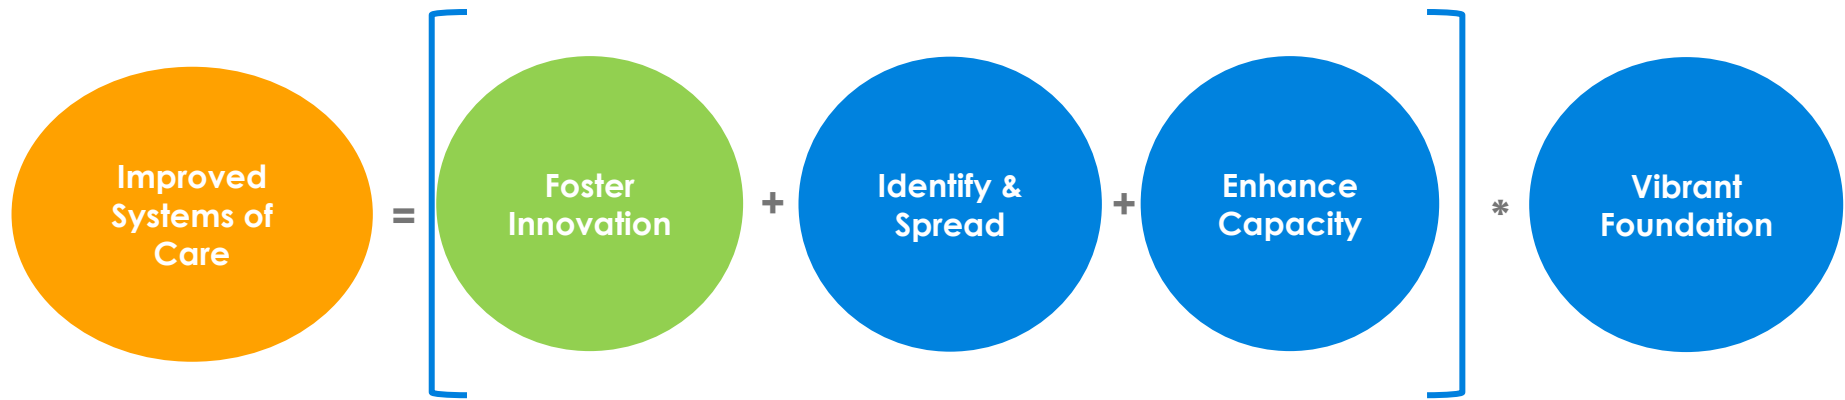 Improved
Systems of
Care
=
[
Foster
Innovation
+
Identify &
Spread
+
Enhance
Capacity
]
*
Vibrant
Foundation